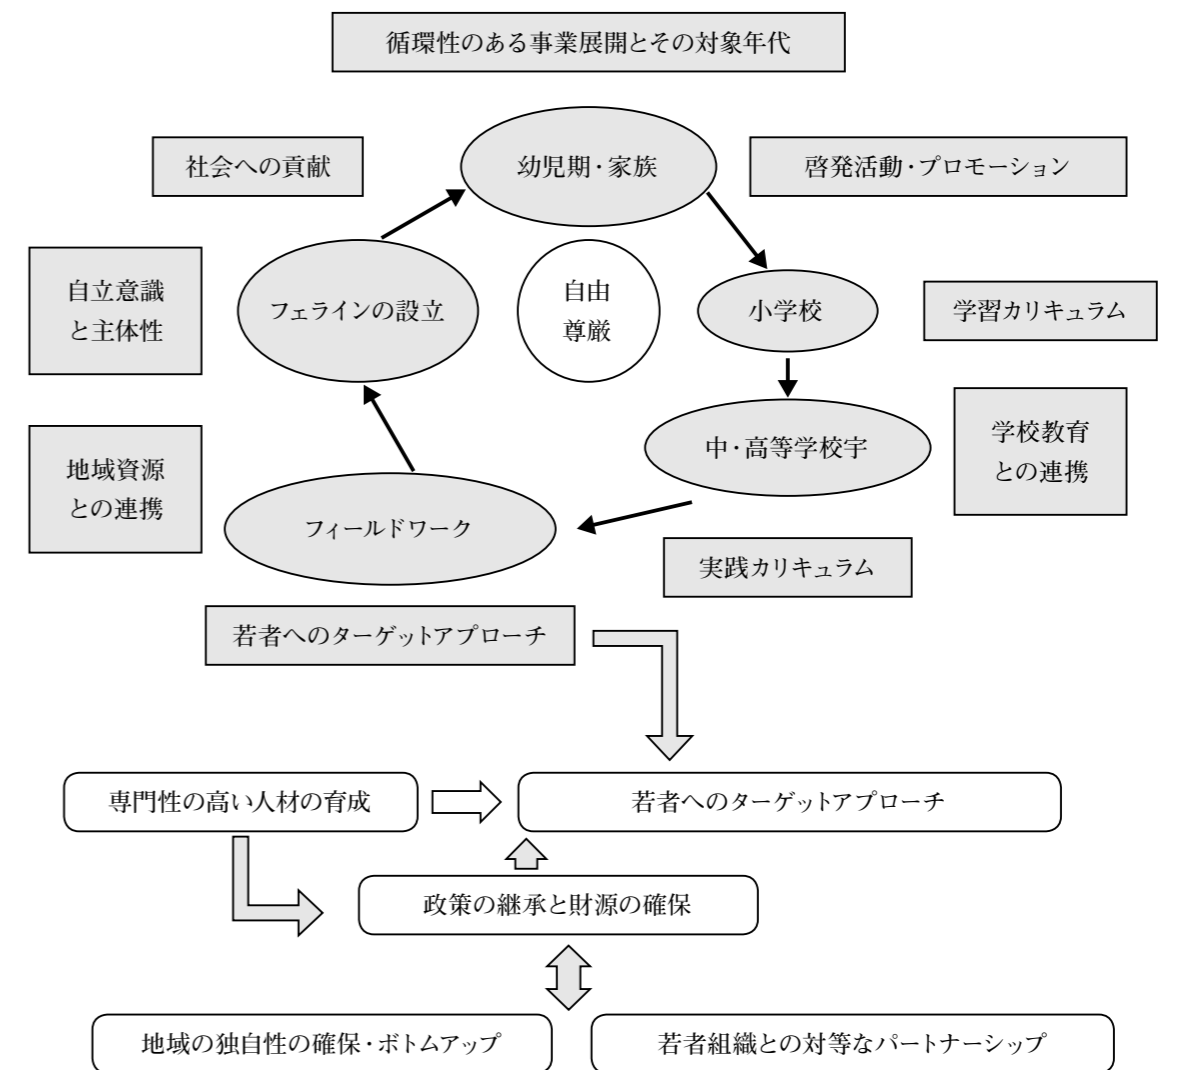 循環性のある事業展開とその対象年代
社会への貢献
幼児期・家族
啓発活動・プロモーション
自立意識
と主体性
フェラインの設立
自由
尊厳
小学校
学習カリキュラム
地域資源
との連携
中・高等学校宇
学校教育
との連携
フィールドワーク
実践カリキュラム
若者へのターゲットアプローチ
専門性の高い人材の育成
若者へのターゲットアプローチ
政策の継承と財源の確保
地域の独自性の確保・ボトムアップ
若者組織との対等なパートナーシップ